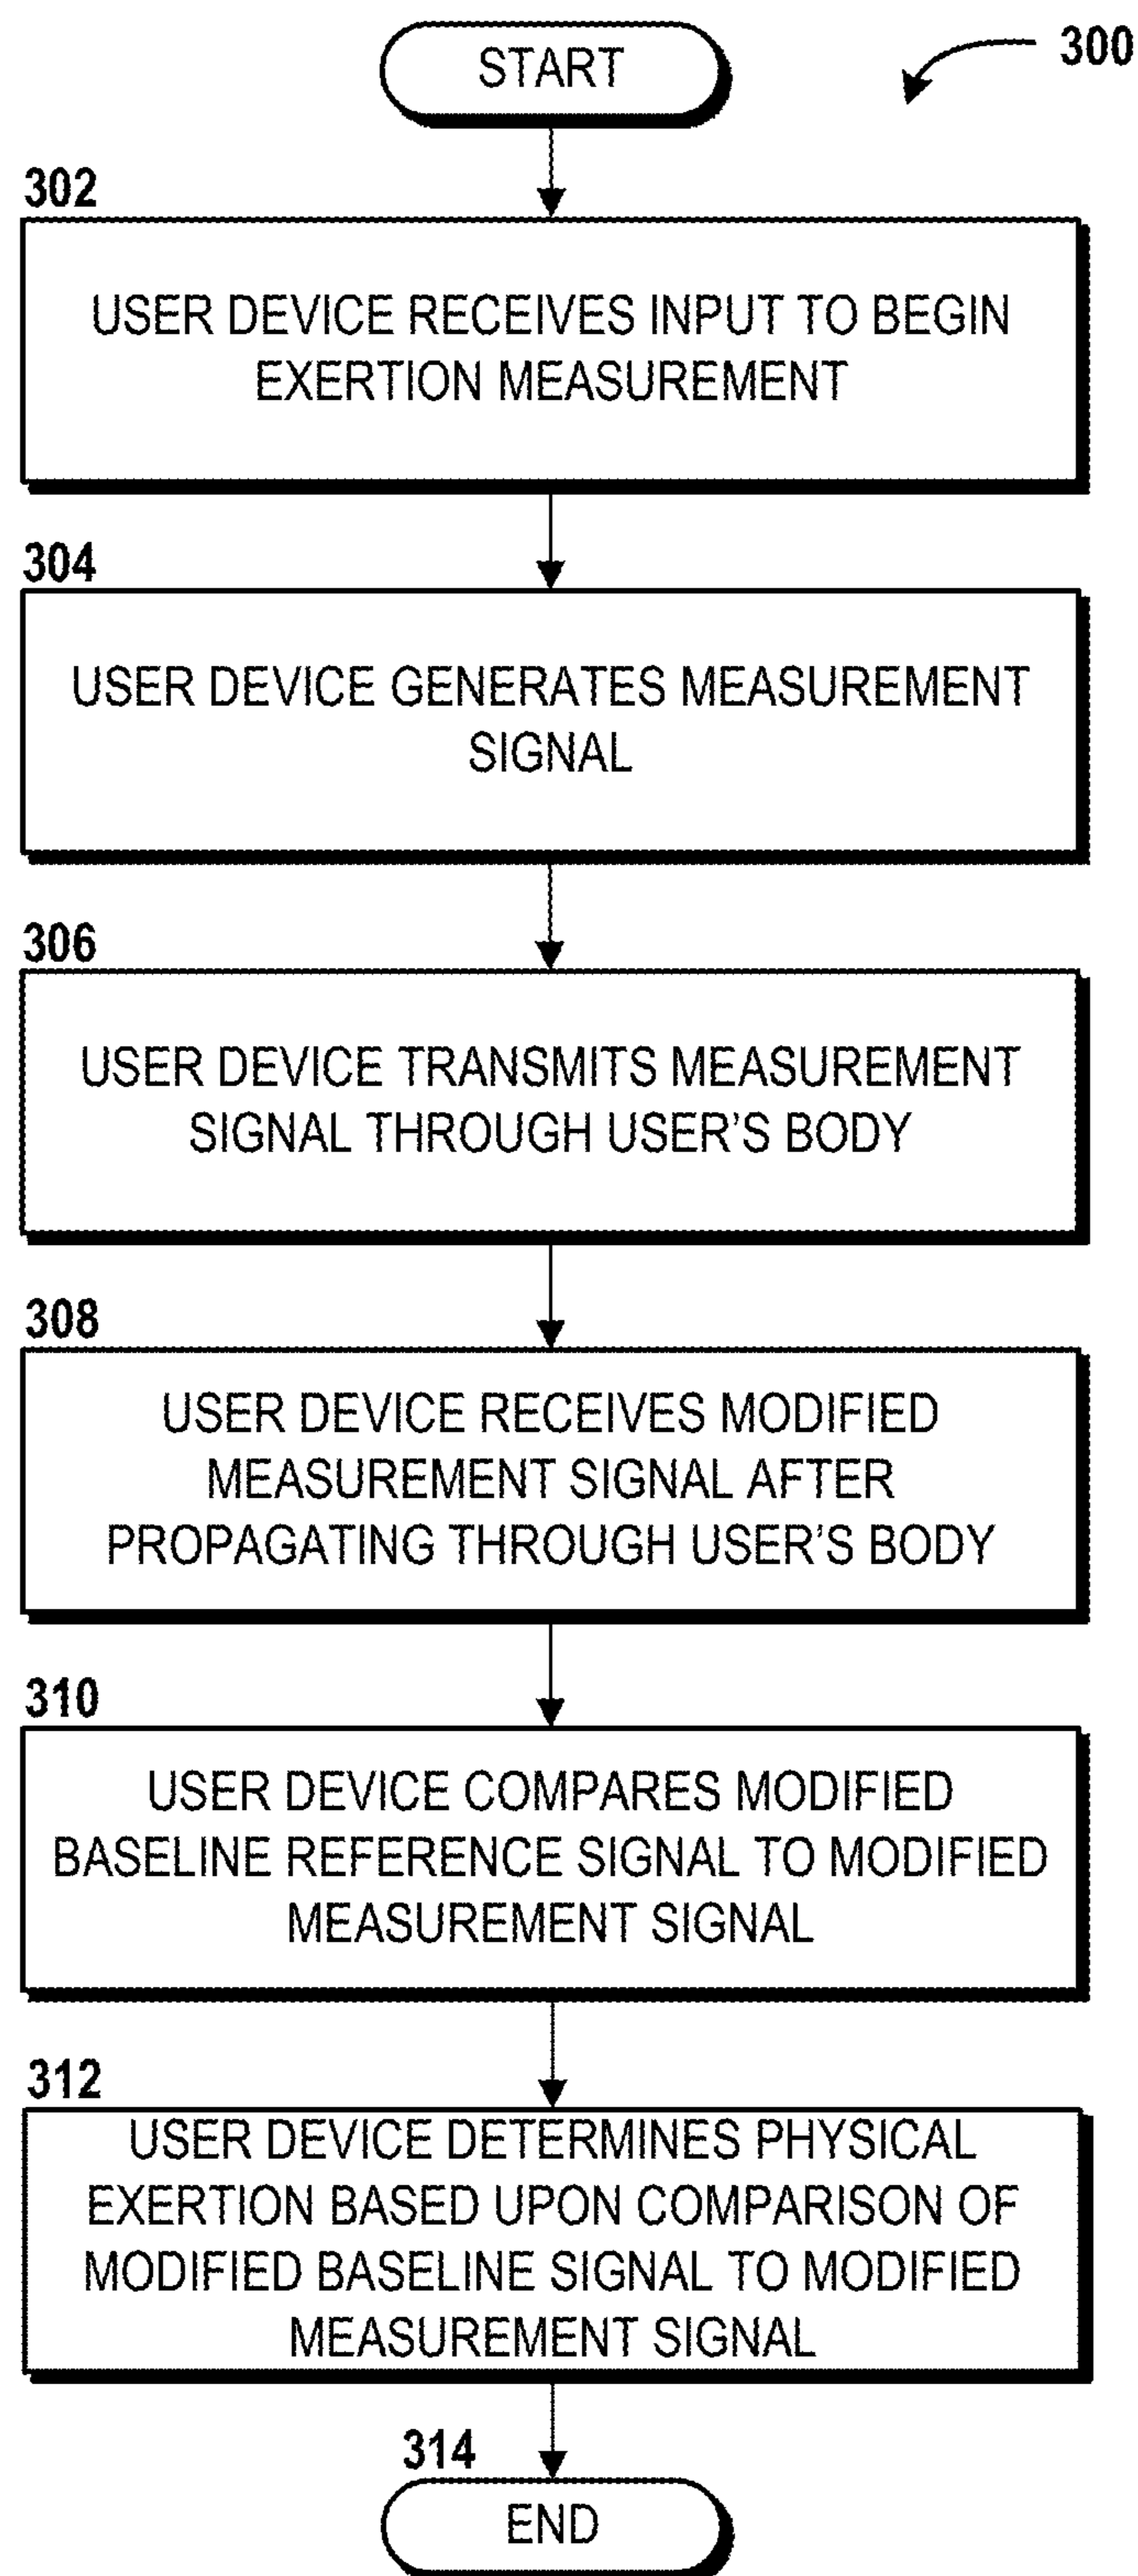 START
300
302
USER DEVICE RECEIVES INPUT TO BEGIN
EXERTION MEASUREMENT
304
USER DEVICE GENERATES MEASUREMENT
SIGNAL
306
USER DEVICE TRANSMITS MEASUREMENT
SIGNAL THROUGH USER'S BODY
308
USER DEVICE RECEIVES MODIFIED
MEASUREMENT SIGNAL AFTER
PROPAGATING THROUGH USER'S BODY
310
USER DEVICE COMPARES MODIFIED
BASELINE REFERENCE SIGNAL TO MODIFIED
MEASUREMENT SIGNAL
312
USER DEVICE DETERMINES PHYSICAL
EXERTION BASED UPON COMPARISON OF
MODIFIED BASELINE SIGNAL TO MODIFIED
MEASUREMENT SIGNAL
314
END